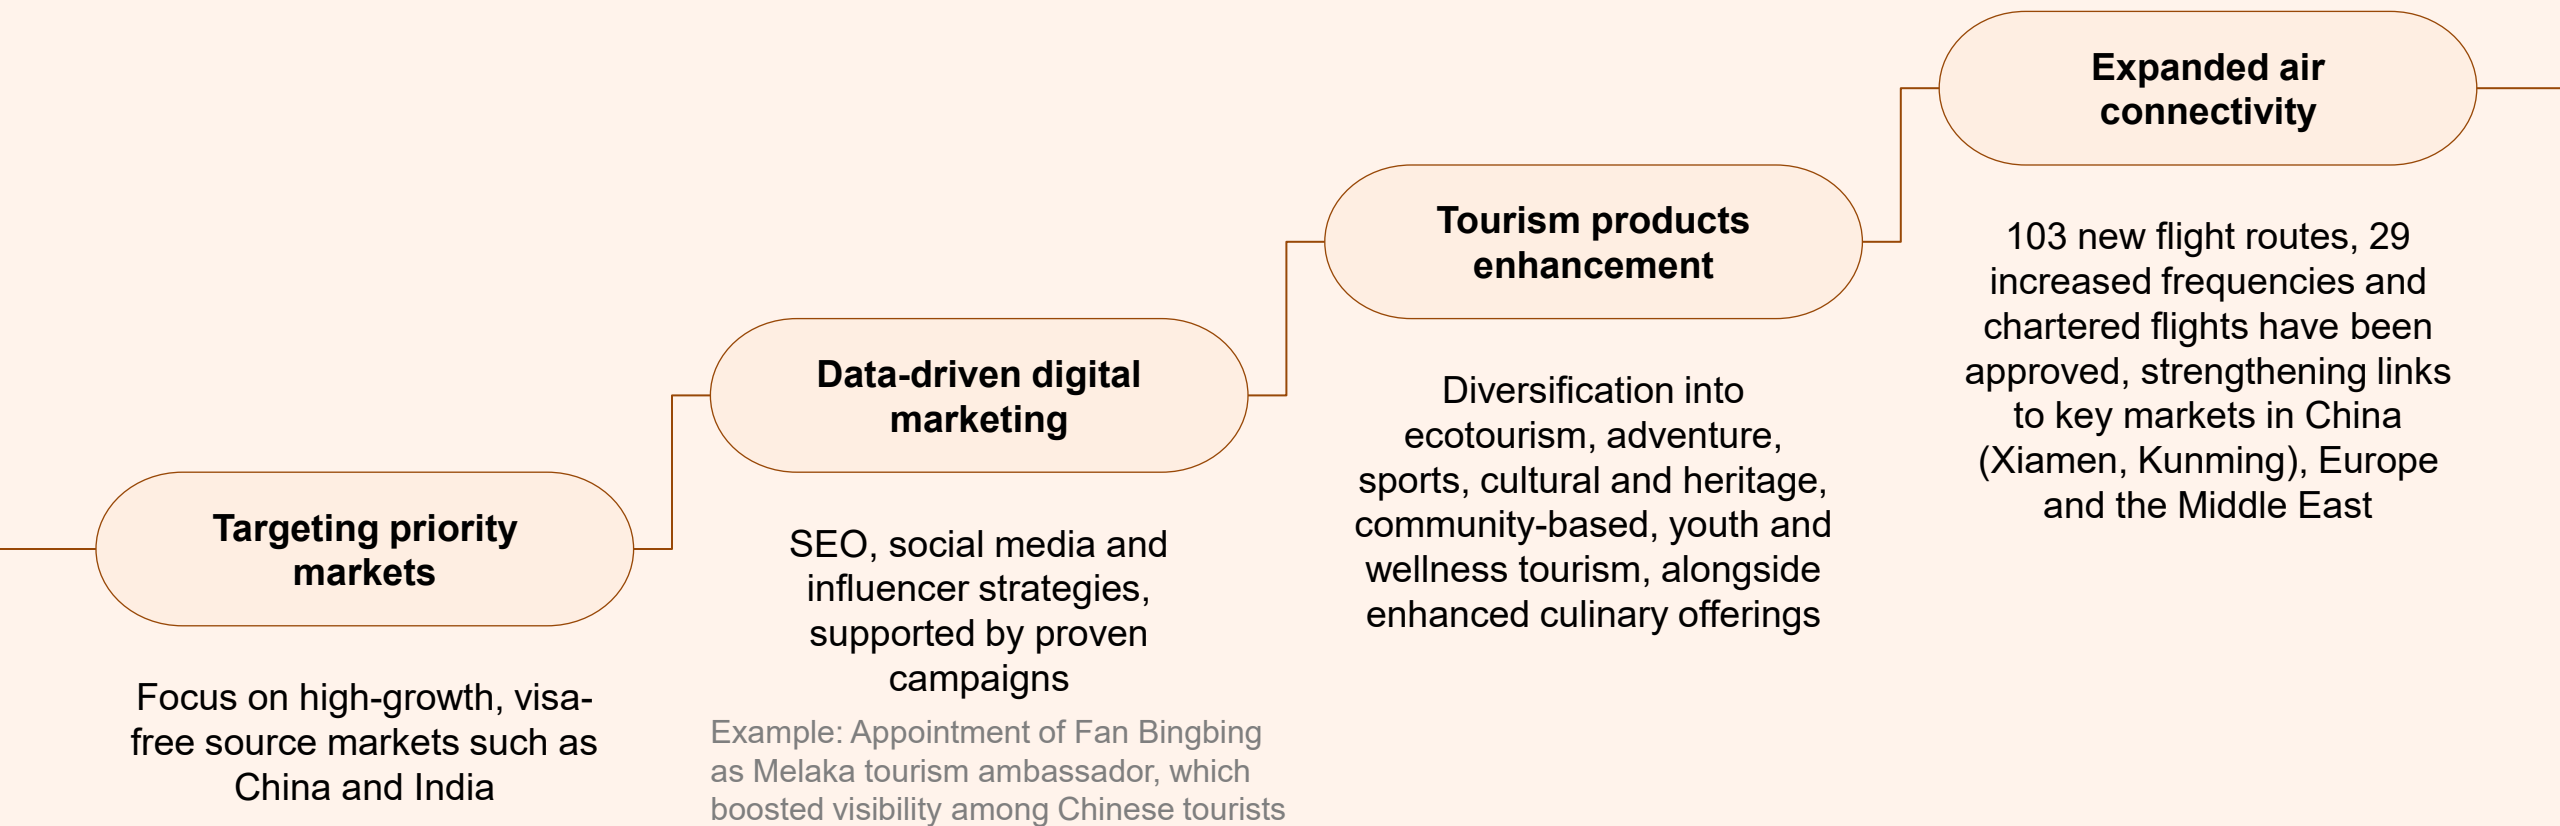 Targeting priority
markets
Focus on high-growth, visa-
free source markets such as
China and India
Data-driven digital
marketing
SEO, social media and
influencer strategies,
supported by proven
campaigns
Example: Appointment of Fan Bingbing
as Melaka tourism ambassador, which
boosted visibility among Chinese tourists
Tourism products
enhancement
Diversification into
ecotourism, adventure,
sports, cultural and heritage,
community-based, youth and
wellness tourism, alongside
enhanced culinary offerings
Expanded air
connectivity
103 new flight routes, 29
increased frequencies and
chartered flights have been
approved, strengthening links
to key markets in China
(Xiamen, Kunming), Europe
and the Middle East